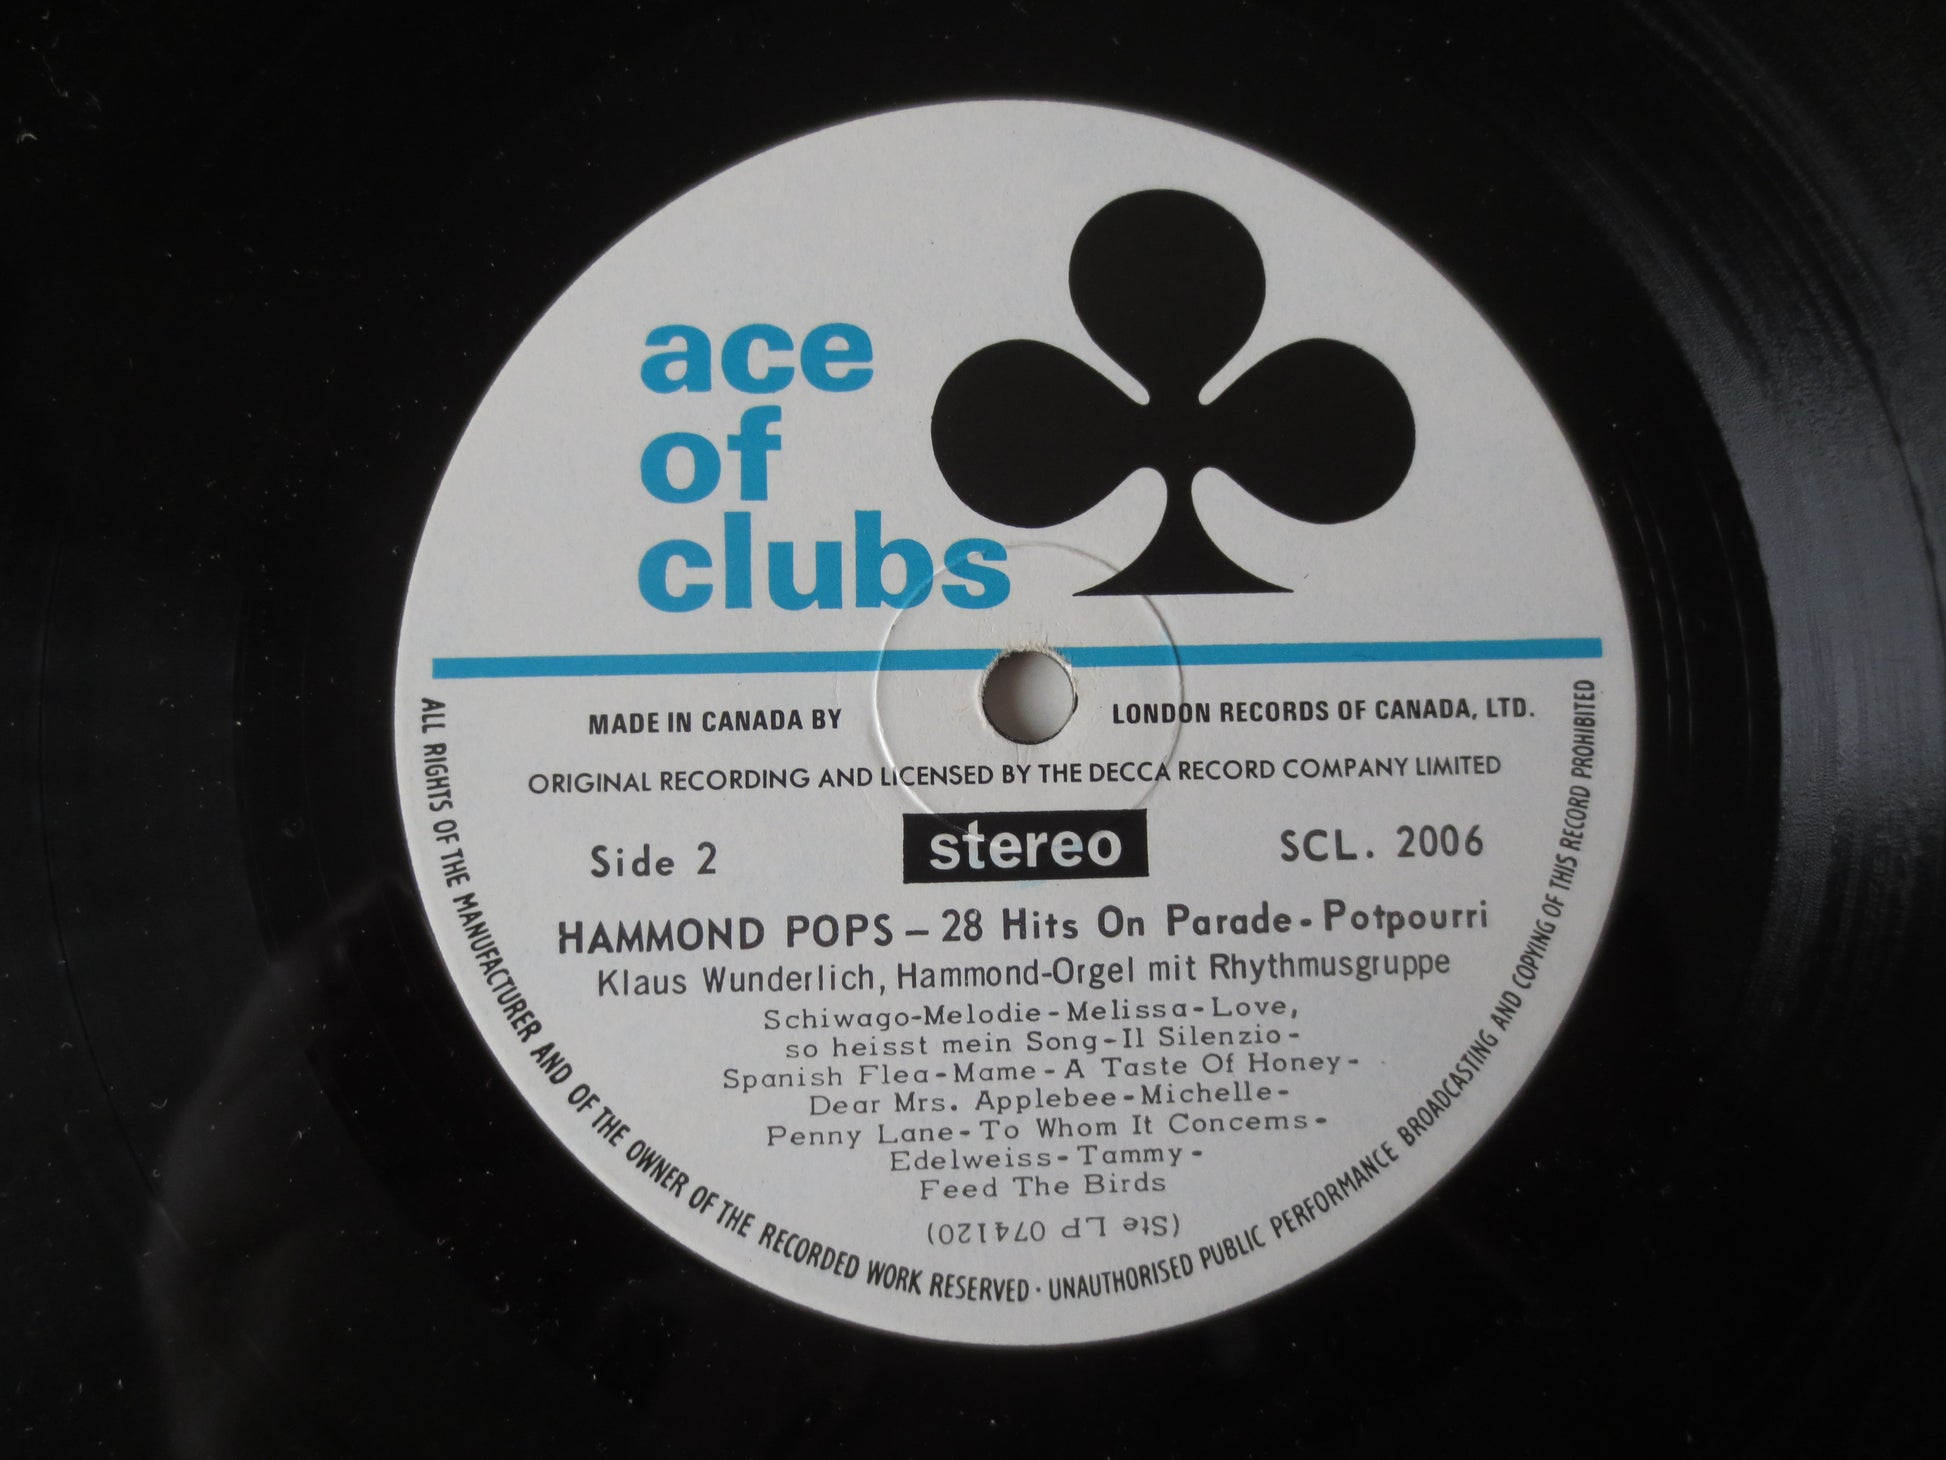 ace
of
clubs
MADE IN CANADA BY LONDON RECORDS OF CANADA, LTD.
ORIGINAL RECORDING AND LICENSED BY THE DECCA RECORD COMPANY LIMITED
Side 2 stereo SCL. 2006
HAMMOND POPS – 28 Hits On Parade - Potpourri
Klaus Wunderlich, Hammond-Orgel mit Rhythmusgruppe
Schiwago-Melodie - Melissa - Love,
so heisst mein Song - Il Silenzio -
Spanish Flea - Mame - A Taste Of Honey -
Dear Mrs. Applebee - Michelle -
Penny Lane - To Whom It Concems -
Edelweiss - Tammy -
Feed The Birds
(Ste LP 074120)
ALL RIGHTS OF THE MANUFACTURER AND OF THE OWNER OF THE RECORDED WORK RESERVED · UNAUTHORISED PUBLIC PERFORMANCE BROADCASTING AND COPYING OF THIS RECORD PROHIBITED